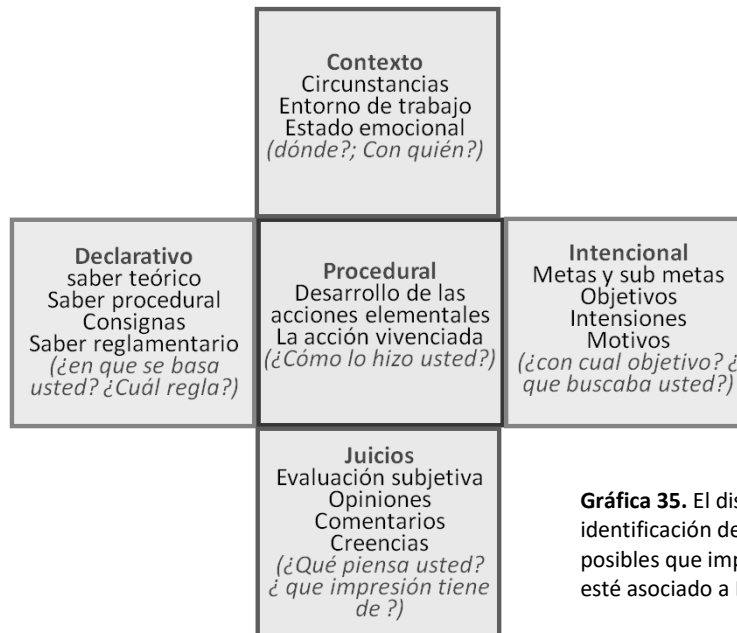 Contexto
Circunstancias
Entorno de trabajo
Estado emocional
(dónde?; Con quién?)
Declarativo
saber teórico
Saber procedural
Consignas
Saber reglamentario
(¿en que se basa
usted? ¿Cuál regla?)
Procedural
Desarrollo de las
acciones elementales
La acción vivenciada
(¿Cómo lo hizo usted?)
Intencional
Metas y sub metas
Objetivos
Intensiones
Motivos
(¿con cual objetivo? ¿
que buscaba usted?)
Juicios
Evaluación subjetiva
Opiniones
Comentarios
Creencias
(¿Qué piensa usted?
¿ que impresión tiene
de ?)
Gráfica 35. El
identificación
posibles que
esté asociado a